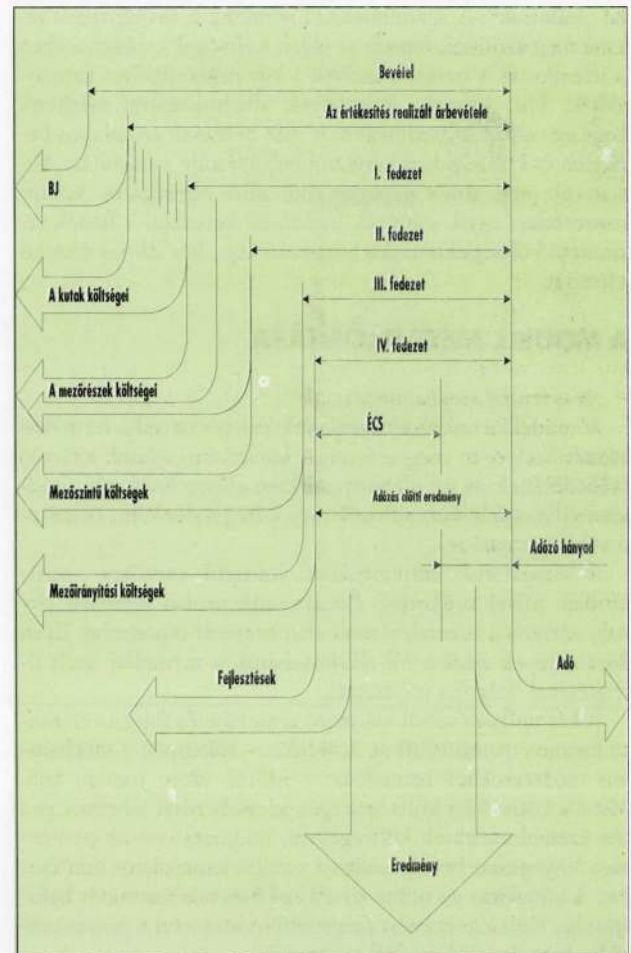 Bevétel
Az értékesítés realizált árbevétele
I. fedezet
BJ
II. fedezet
III. fedezet
A kutak költségei
IV. fedezet
A mezőrészek költségei
ÉCS
Mezőszintű költségek
Adózás előtti eredmény
Adózó hányad
Mezőirányítási költségek
Fejlesztések
Adó
Eredmény